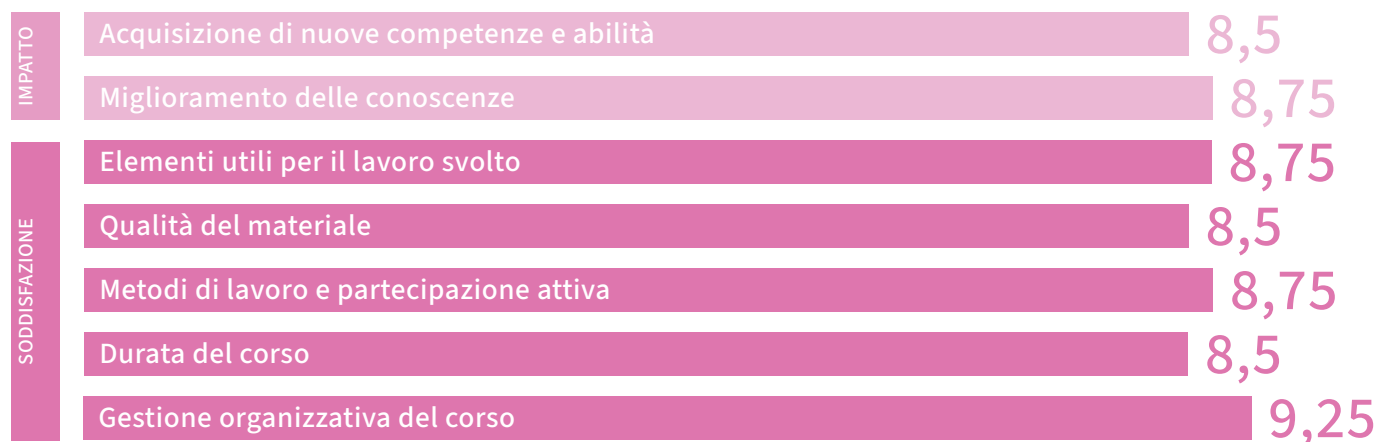 IMPATTO
Acquisizione di nuove competenze e abilità 8,5
Miglioramento delle conoscenze 8,75
SODDISFAZIONE
Elementi utili per il lavoro svolto 8,75
Qualità del materiale 8,5
Metodi di lavoro e partecipazione attiva 8,75
Durata del corso 8,5
Gestione organizzativa del corso 9,25